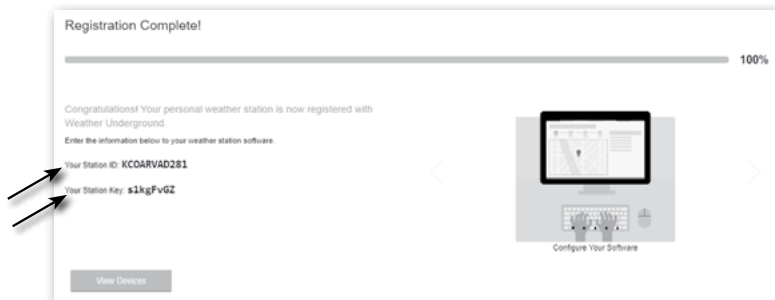 Registration Complete!
100%
Congratulations! Your personal weather station is now registered with
Weather Underground.
Enter the information below to your weather station software.
Your Station ID: KCOARVAD281
Your Station Key: s1kgFvGZ
Configure Your Software
View Devices